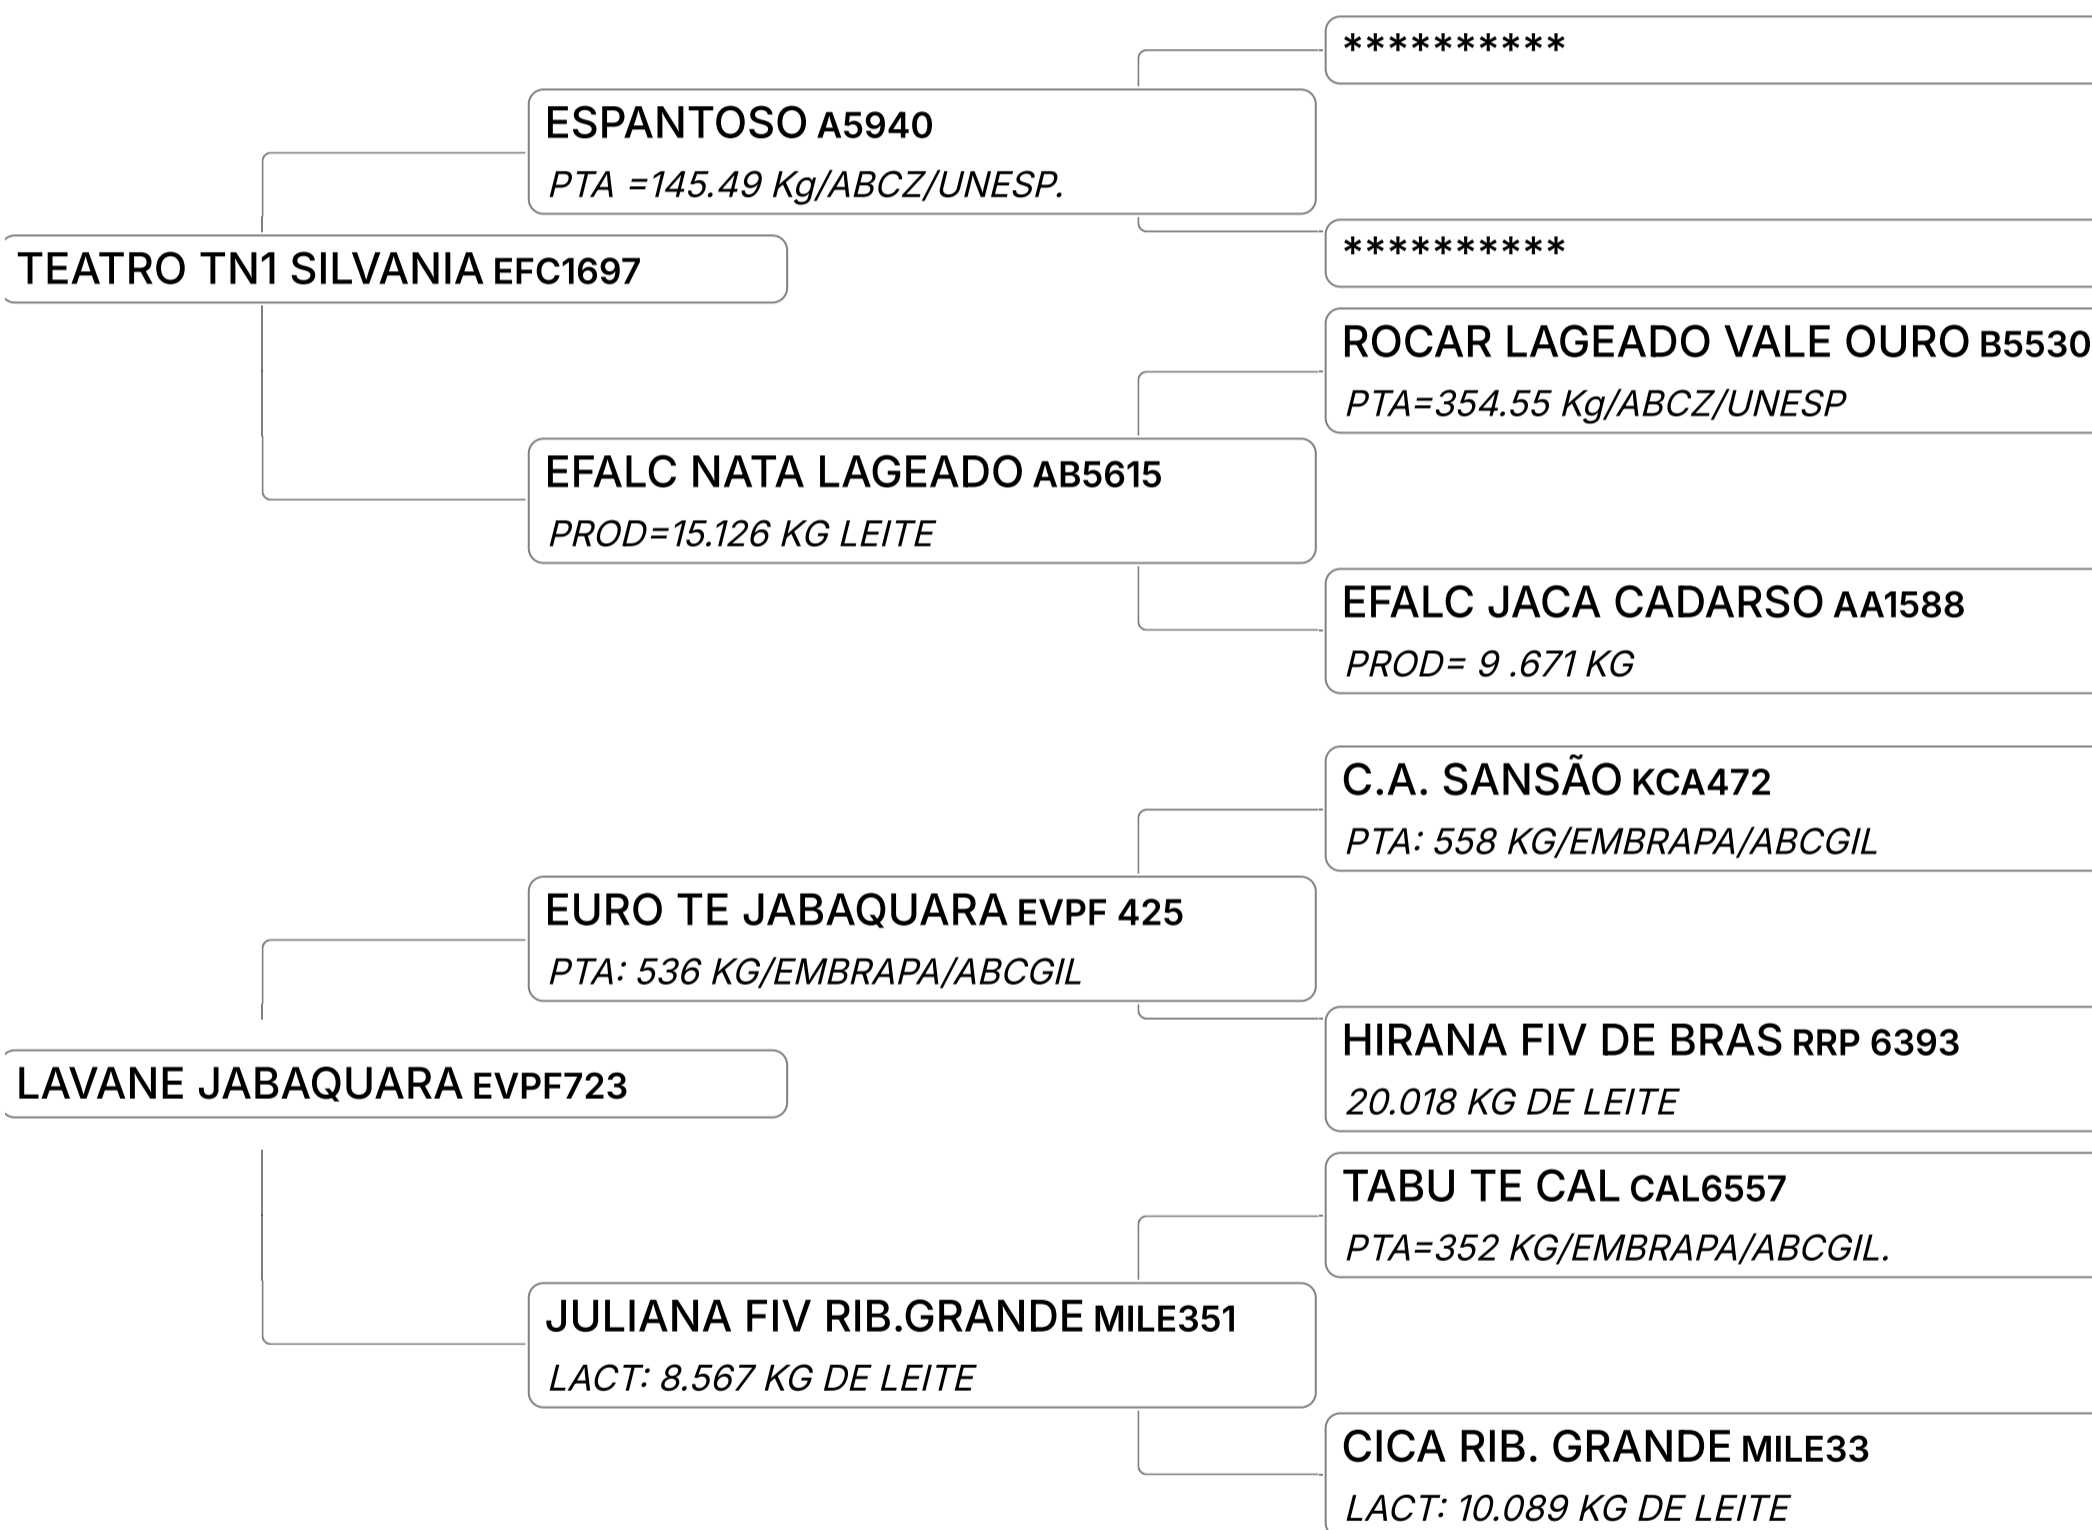 **********
ESPANTOSO A5940
PTA =145.49 Kg/ABCZ/UNESP.
**********
TEATRO TN1 SILVANIA EFC1697
ROCAR LAGEADO VALE OURO B5530
PTA=354.55 Kg/ABCZ/UNESP
EFALC NATA LAGEADO AB5615
PROD=15.126 KG LEITE
EFALC JACA CADARSO AA1588
PROD= 9 .671 KG
C.A. SANSÃO KCA472
PTA: 558 KG/EMBRAPA/ABCGIL
EURO TE JABAQUARA EVPF 425
PTA: 536 KG/EMBRAPA/ABCGIL
HIRANA FIV DE BRAS RRP 6393
20.018 KG DE LEITE
LAVANE JABAQUARA EVPF723
TABU TE CAL CAL6557
PTA=352 KG/EMBRAPA/ABCGIL.
JULIANA FIV RIB.GRANDE MILE351
LACT: 8.567 KG DE LEITE
CICA RIB. GRANDE MILE33
LACT: 10.089 KG DE LEITE